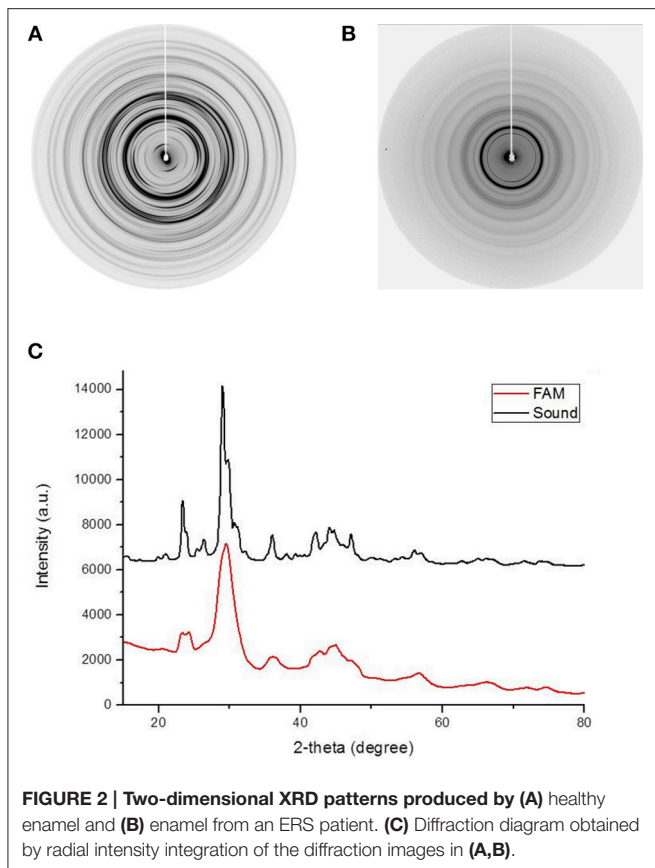 A
B
C
14000
12000
10000
8000
6000
4000
2000
0
Intensity (a.u.)
FAM
Sound
20
40
60
80
2-theta (degree)
FIGURE 2 | Two-dimensional XRD patterns produced by (A) healthy
enamel and (B) enamel from an ERS patient. (C) Diffraction diagram obtained
by radial intensity integration of the diffraction images in (A,B).